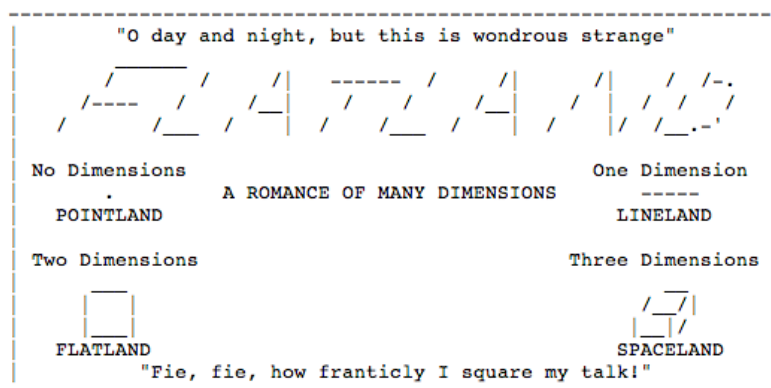 "O day and night, but this is wondrous strange"
FLATLAND
No Dimensions One Dimension
A ROMANCE OF MANY DIMENSIONS
POINTLAND LINELAND
Two Dimensions Three Dimensions
FLATLAND SPACELAND
"Fie, fie, how franticly I square my talk!"